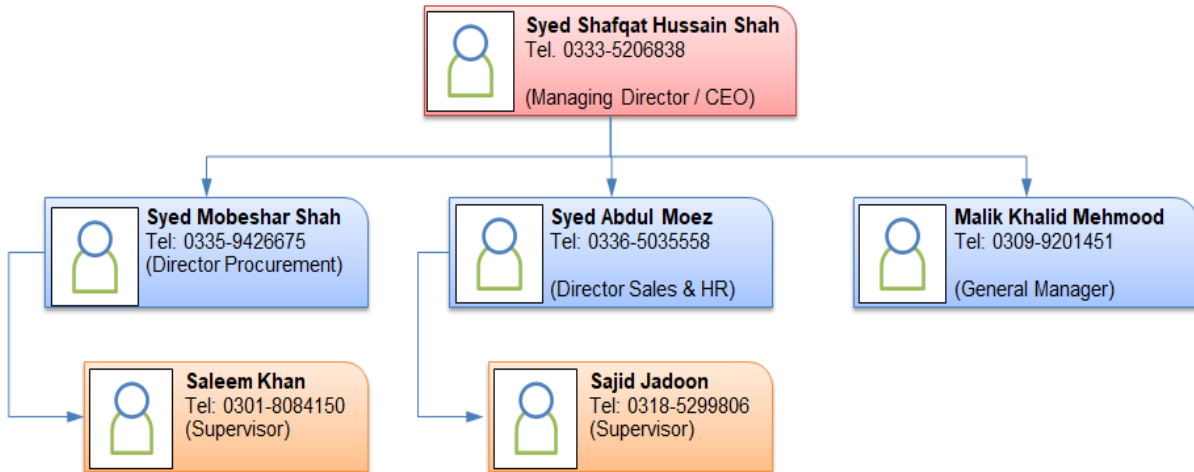 Syed Shafqat Hussain Shah
Tel. 0333-5206838
(Managing Director / CEO)
Syed Mobeshar Shah
Tel: 0335-9426675
(Director Procurement)
Syed Abdul Moez
Tel: 0336-5035558
(Director Sales & HR)
Malik Khalid Mehmood
Tel: 0309-9201451
(General Manager)
Saleem Khan
Tel: 0301-8084150
(Supervisor)
Sajid Jadoon
Tel: 0318-5299806
(Supervisor)